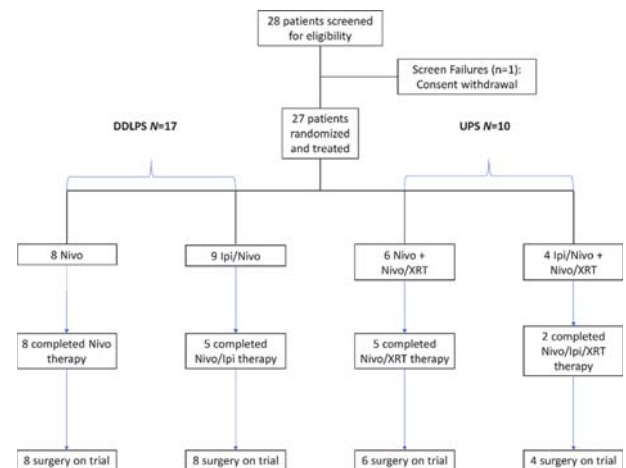 28 patients screened
for eligibility
Screen Failures (n=1):
Consent withdrawal
27 patients
randomized
and treated
DDLPS N=17
UPS N=10
8 Nivo
9 Ipi/Nivo
6 Nivo +
Nivo/XRT
4 Ipi/Nivo +
Nivo/XRT
8 completed Nivo
therapy
5 completed
Nivo/Ipi therapy
5 completed
Nivo/XRT therapy
2 completed
Nivo/Ipi/XRT
therapy
8 surgery on trial
8 surgery on trial
6 surgery on trial
4 surgery on trial